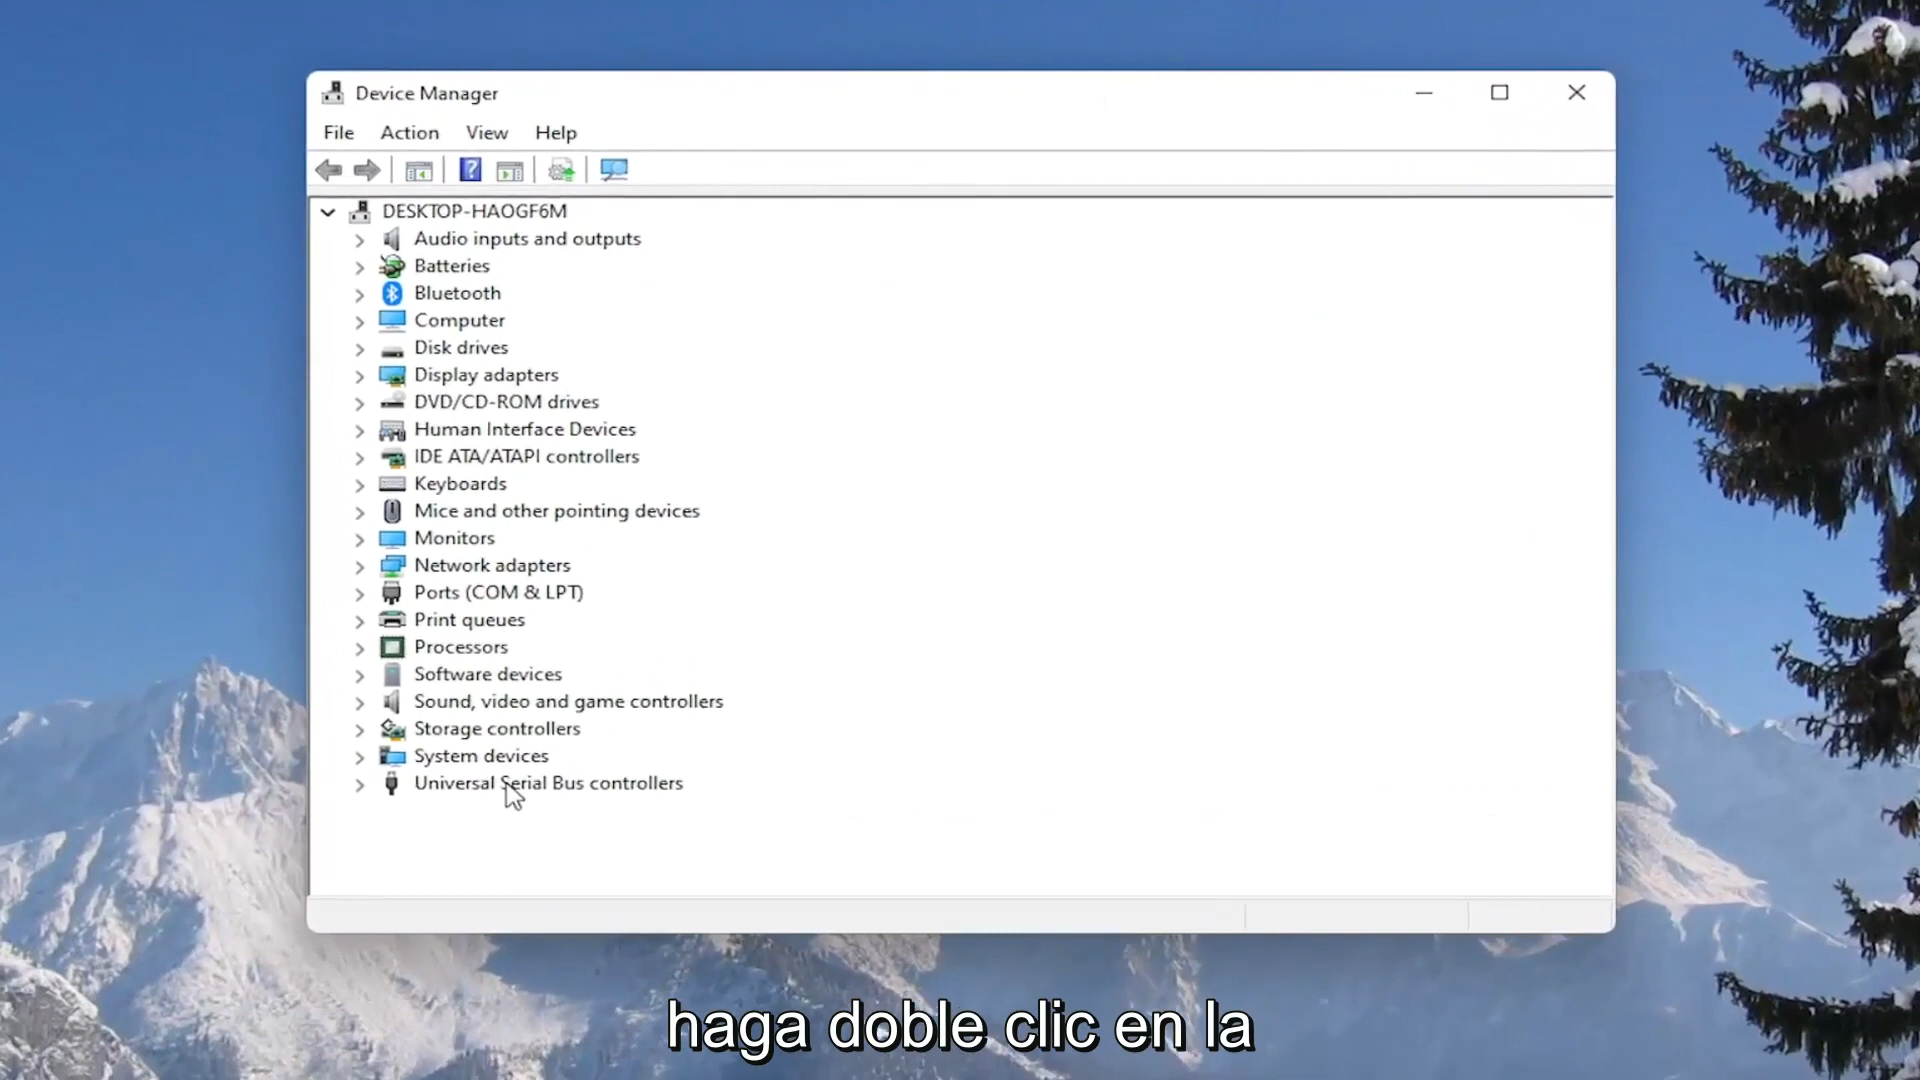 Device Manager
File Action View Help
DESKTOP-HAOGF6M
Audio inputs and outputs
Batteries
Bluetooth
Computer
Disk drives
Display adapters
DVD/CD-ROM drives
Human Interface Devices
IDE ATA/ATAPI controllers
Keyboards
Mice and other pointing devices
Monitors
Network adapters
Ports (COM & LPT)
Print queues
Processors
Software devices
Sound, video and game controllers
Storage controllers
System devices
Universal Serial Bus controllers
haga doble clic en la